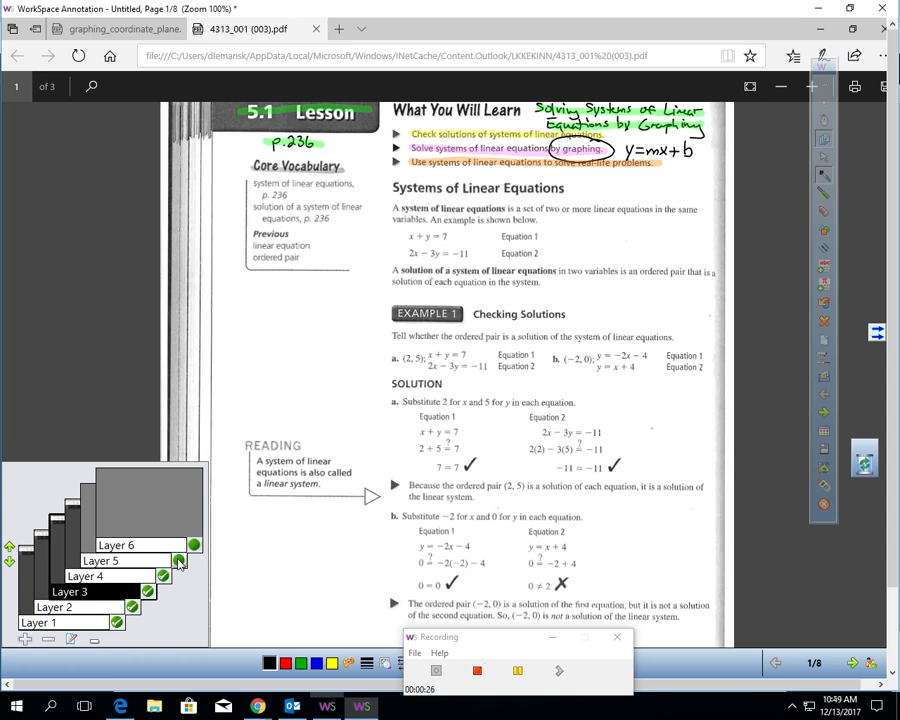 WorkSpace Annotation - Untitled, Page 1/8 (Zoom 100%) *
graphing_coordinate_plane.
4313_001 (003).pdf
file:///C:/Users/dlemansk/AppData/Local/Microsoft/Windows/INetCache/Content.Outlook/LKKEKINN/4313_001%20(003).pdf
1 of 3
5.1 Lesson
p.236
What You Will Learn
Solving Systems of Linear
Equations by Graphing
Check solutions of systems of linear equations.
Solve systems of linear equations by graphing.
y=mx+b
Use systems of linear equations to solve real-life problems.
Core Vocabulary
system of linear equations,
p. 236
solution of a system of linear
equations, p. 236
Previous
linear equation
ordered pair
Systems of Linear Equations
A system of linear equations is a set of two or more linear equations in the same
variables. An example is shown below.
x + y = 7 Equation 1
2x − 3y = −11 Equation 2
A solution of a system of linear equations in two variables is an ordered pair that is a
solution of each equation in the system.
EXAMPLE 1 Checking Solutions
Tell whether the ordered pair is a solution of the system of linear equations.
a. (2, 5); x + y = 7 Equation 1
2x − 3y = −11 Equation 2
b. (−2, 0); y = −2x − 4 Equation 1
y = x + 4 Equation 2
SOLUTION
a. Substitute 2 for x and 5 for y in each equation.
Equation 1 Equation 2
x + y = 7 2x − 3y = −11
2 + 5 ≟ 7 2(2) − 3(5) ≟ −11
7 = 7 ✓ −11 = −11 ✓
Because the ordered pair (2, 5) is a solution of each equation, it is a solution of
the linear system.
READING
A system of linear
equations is also called
a linear system.
b. Substitute −2 for x and 0 for y in each equation.
Equation 1 Equation 2
y = −2x − 4 y = x + 4
0 ≟ −2(−2) − 4 0 ≟ −2 + 4
0 = 0 ✓ 0 ≠ 2 ✗
The ordered pair (−2, 0) is a solution of the first equation, but it is not a solution
of the second equation. So, (−2, 0) is not a solution of the linear system.
Layer 6
Layer 5
Layer 4
Layer 3
Layer 2
Layer 1
Recording
File Help
00:00:26
1/8
10:49 AM
12/13/2017